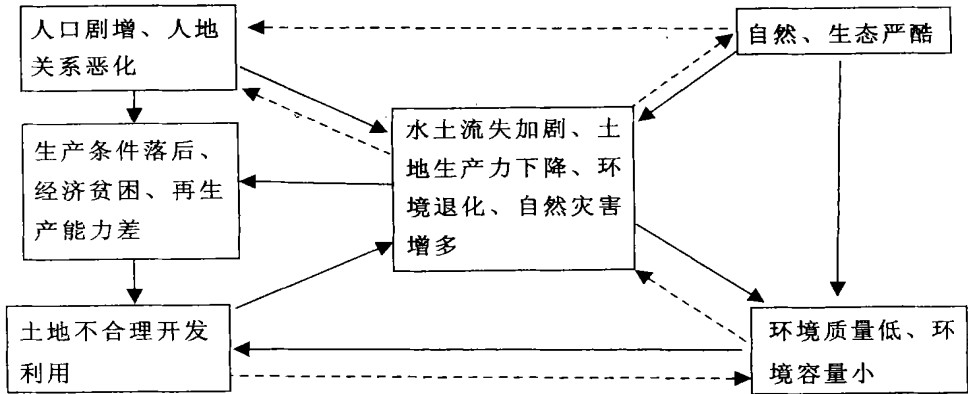 人口剧增、人地
关系恶化
自然、生态严酷
水土流失加剧、土
地生产力下降、环
境退化、自然灾害
增多
生产条件落后、
经济贫困、再生
产能力差
土地不合理开发
利用
环境质量低、环
境容量小